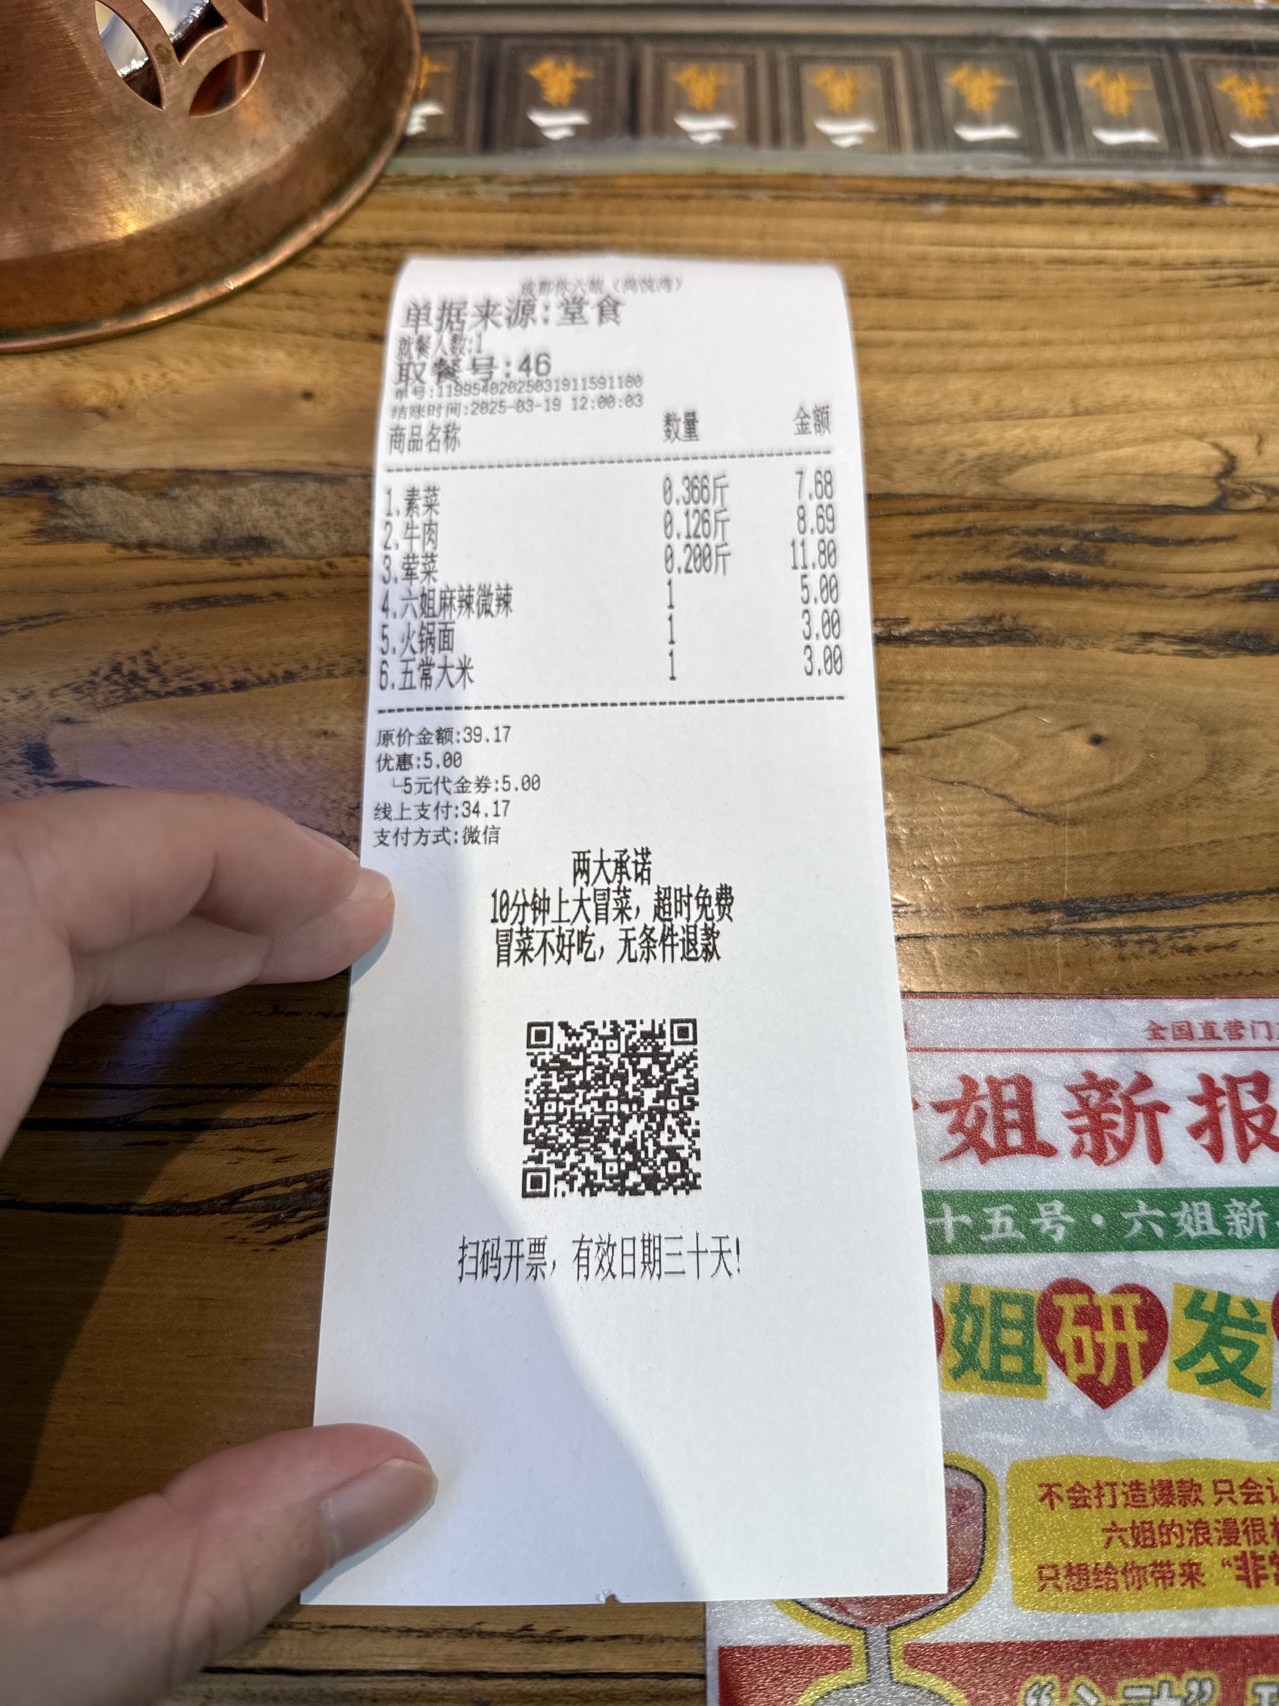 单据来源:堂食
就餐人数:1
取餐号:46
单号:11995402025031911591180
结账时间:2025-03-19 12:00:03
商品名称 数量 金额
1.素菜 0.366斤 7.68
2.牛肉 0.126斤 8.69
3.荤菜 0.200斤 11.80
4.六姐麻辣微辣 1 5.00
5.火锅面 1 3.00
6.五常大米 1 3.00
原价金额:39.17
优惠:5.00
└5元代金券:5.00
线上支付:34.17
支付方式:微信
两大承诺
10分钟上大冒菜，超时免费
冒菜不好吃，无条件退款
扫码开票，有效日期三十天!
全国直营门
姐新报
十五号·六姐新
姐研发
不会打造爆款 只会
六姐的浪漫很
只想给你带来“非